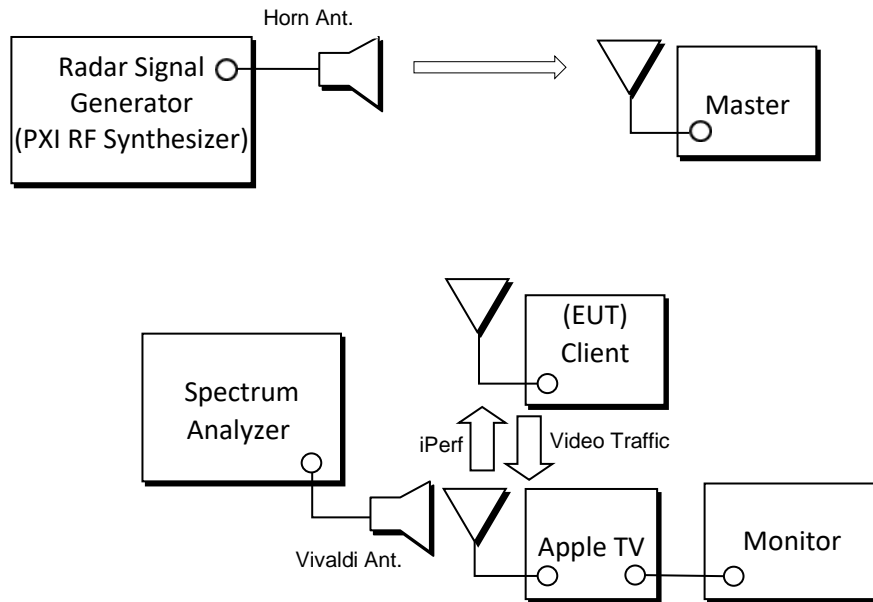 Horn Ant.
Radar Signal
Generator
(PXI RF Synthesizer)
Master
(EUT)
Client
Spectrum
Analyzer
iPerf
Video Traffic
Vivaldi Ant.
Apple TV
Monitor